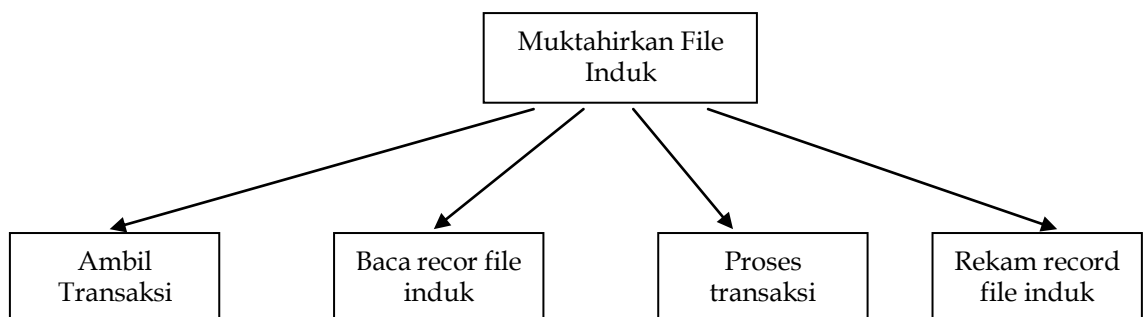 Muktahirkan File
Induk
Ambil
Transaksi
Baca recor file
induk
Proses
transaksi
Rekam record
file induk